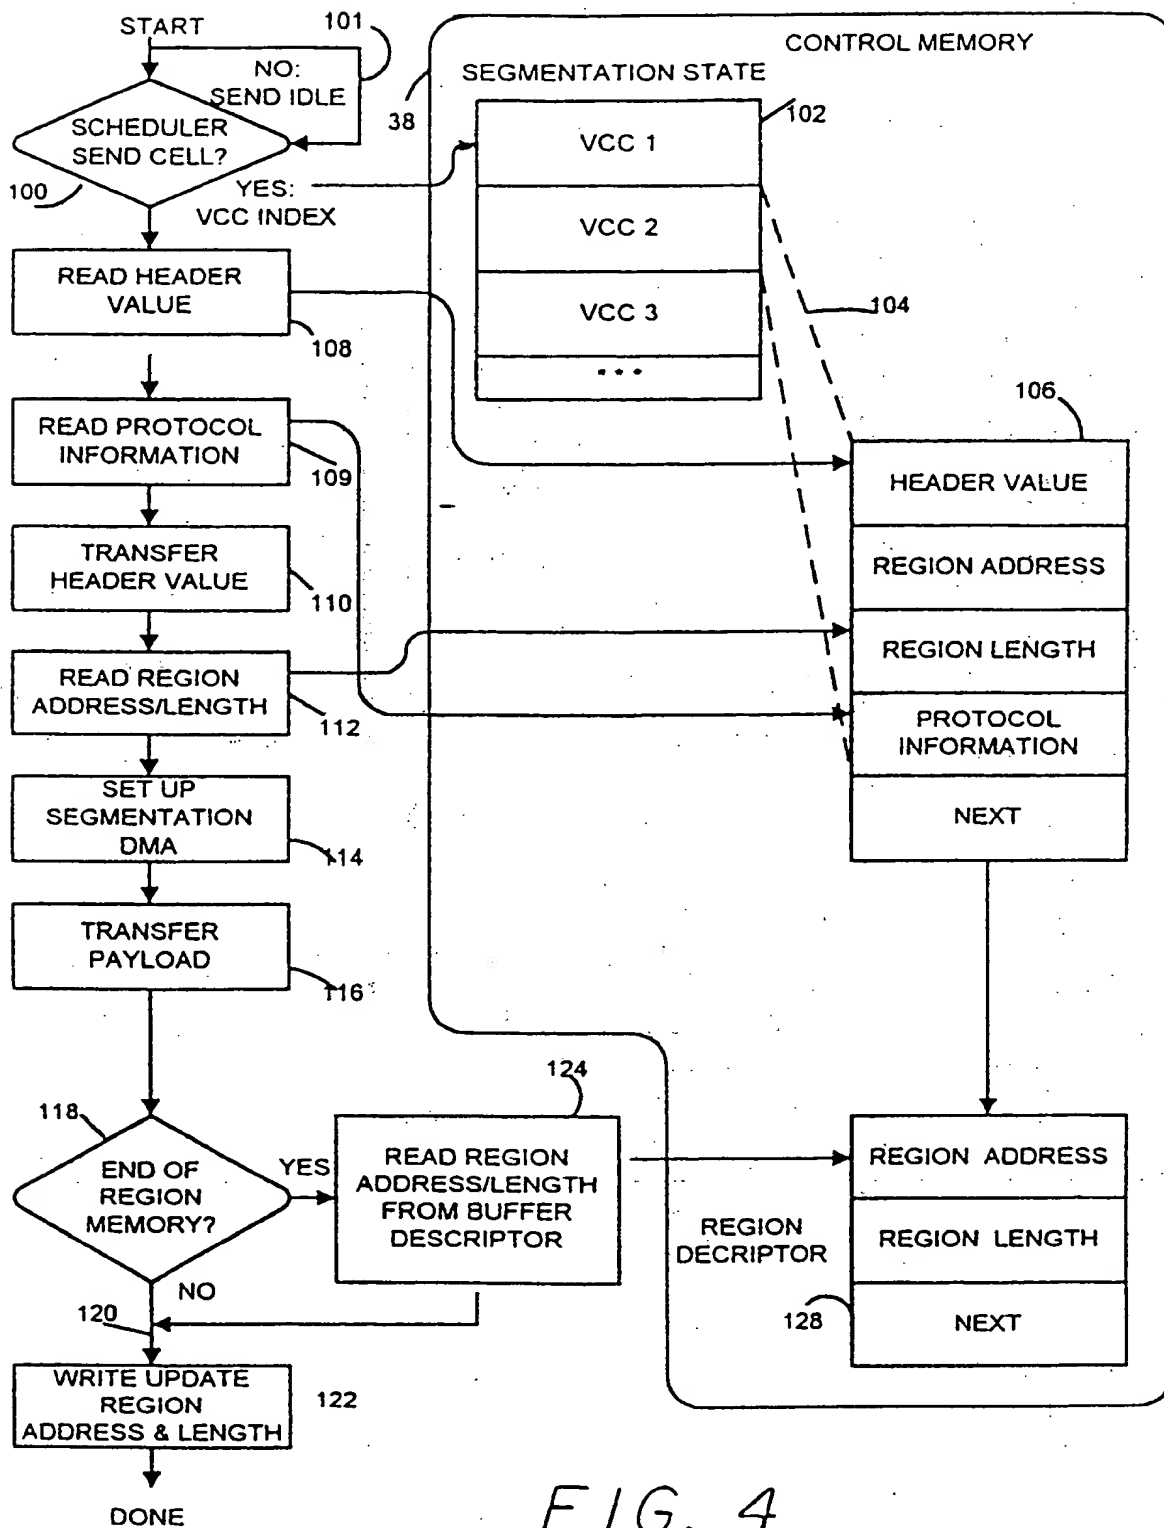 START
101
NO:
SEND IDLE
SCHEDULER
SEND CELL?
100
YES:
VCC INDEX
READ HEADER
VALUE
108
READ PROTOCOL
INFORMATION
109
TRANSFER
HEADER VALUE
110
READ REGION
ADDRESS/LENGTH
112
SET UP
SEGMENTATION
DMA
114
TRANSFER
PAYLOAD
116
118
END OF
REGION
MEMORY?
YES
NO
124
READ REGION
ADDRESS/LENGTH
FROM BUFFER
DESCRIPTOR
120
WRITE UPDATE
REGION
ADDRESS & LENGTH
122
DONE
CONTROL MEMORY
38
SEGMENTATION STATE
102
VCC 1
VCC 2
VCC 3
...
104
106
HEADER VALUE
REGION ADDRESS
REGION LENGTH
PROTOCOL
INFORMATION
NEXT
REGION
DECRIPTOR
REGION ADDRESS
REGION LENGTH
NEXT
128
FIG. 4